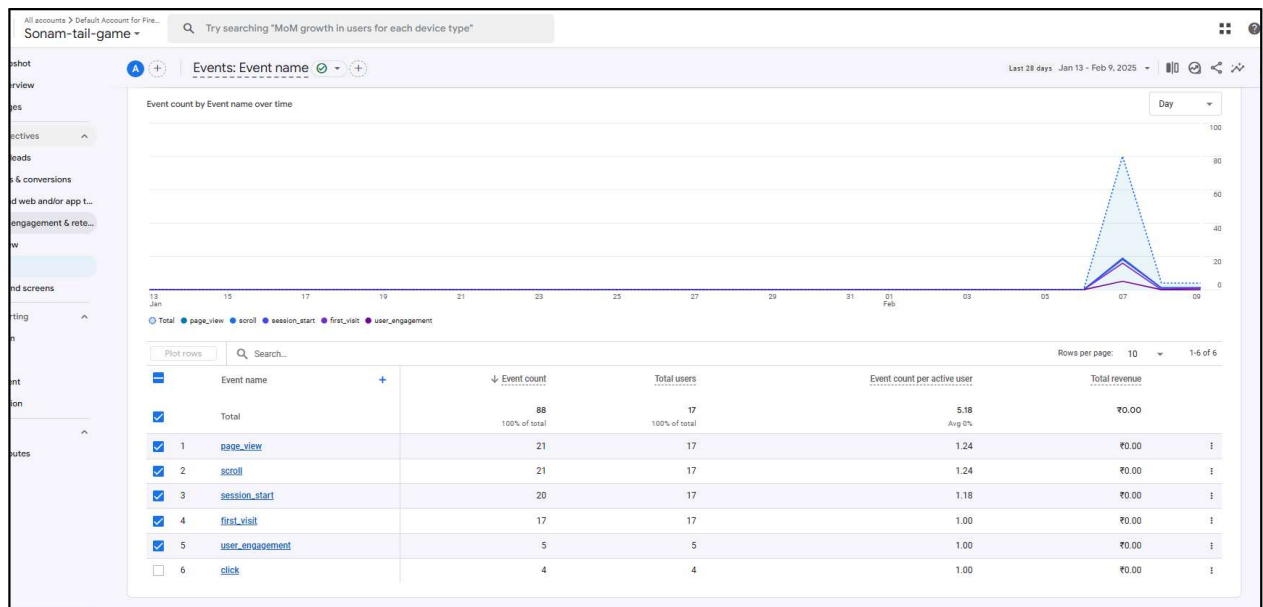 All accounts > Default Account for Fire...
Sonam-tail-game
Try searching "MoM growth in users for each device type"
A
Events: Event name
Last 28 days Jan 13 - Feb 9, 2025
Event count by Event name over time
Day
100
80
60
40
20
0
13 Jan 15 17 19 21 23 25 27 29 31 01 Feb 03 05 07 09
Total page_view scroll session_start first_visit user_engagement
Plot rows Search... Rows per page: 10 1-6 of 6
Event name + ↓ Event count Total users Event count per active user Total revenue
Total 88 17 5.18 ₹0.00
100% of total 100% of total Avg 0%
1 page_view 21 17 1.24 ₹0.00
2 scroll 21 17 1.24 ₹0.00
3 session_start 20 17 1.18 ₹0.00
4 first_visit 17 17 1.00 ₹0.00
5 user_engagement 5 5 1.00 ₹0.00
6 click 4 4 1.00 ₹0.00
pshot
rview
ges
ectives
leads
s & conversions
d web and/or app t...
engagement & rete...
w
nd screens
rting
n
ent
ion
butes